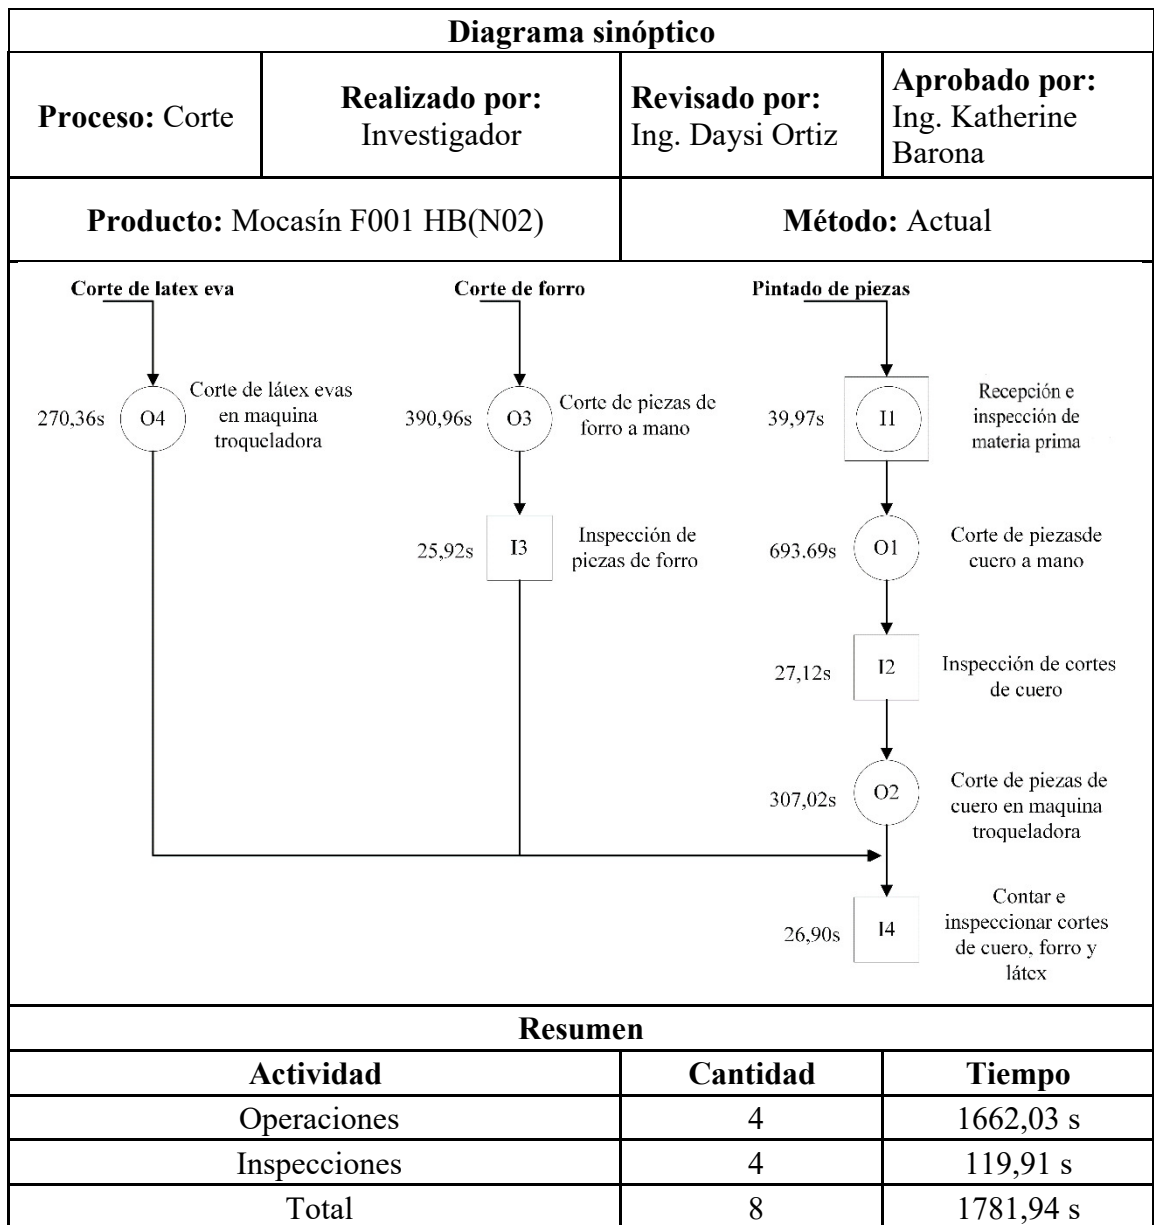 Diagrama sinóptico
Proceso: Corte
Realizado por:
Investigador
Revisado por:
Ing. Daysi Ortiz
Aprobado por:
Ing. Katherine
Barona
Producto: Mocasín F001 HB(N02)
Método: Actual
Corte de latex eva
Corte de forro
Pintado de piezas
270,36s
O4
Corte de látex evas
en maquina
troqueladora
390,96s
O3
Corte de piezas de
forro a mano
39,97s
I1
Recepción e
inspección de
materia prima
25,92s
I3
Inspección de
piezas de forro
693.69s
O1
Corte de piezasde
cuero a mano
27,12s
I2
Inspección de cortes
de cuero
307,02s
O2
Corte de piezas de
cuero en maquina
troqueladora
26,90s
I4
Contar e
inspeccionar cortes
de cuero, forro y
látex
Resumen
Actividad Cantidad Tiempo
Operaciones 4 1662,03 s
Inspecciones 4 119,91 s
Total 8 1781,94 s